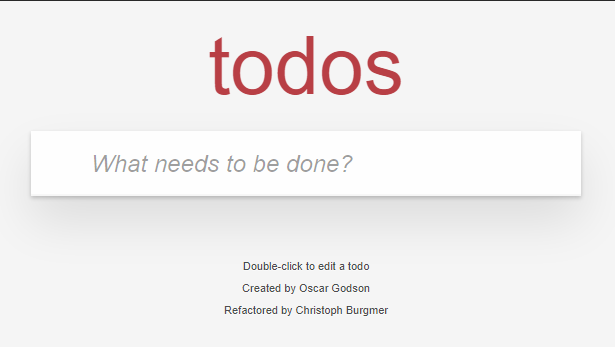 todos
What needs to be done?
Double-click to edit a todo
Created by Oscar Godson
Refactored by Christoph Burgmer